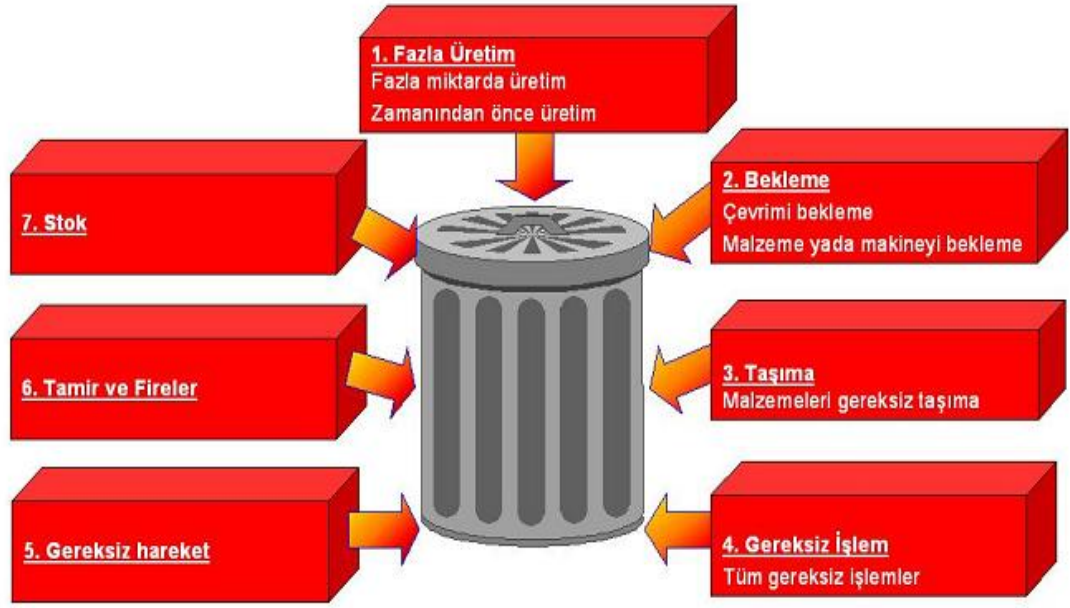 1. Fazla Üretim
Fazla miktarda üretim
Zamanından önce üretim
2. Bekleme
Çevrimi bekleme
Malzeme yada makineyi bekleme
3. Taşıma
Malzemeleri gereksiz taşıma
4. Gereksiz İşlem
Tüm gereksiz işlemler
5. Gereksiz hareket
6. Tamir ve Fireler
7. Stok